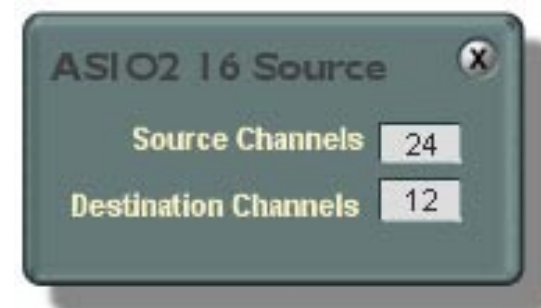 ASIO2 16 Source
X
Source Channels 24
Destination Channels 12